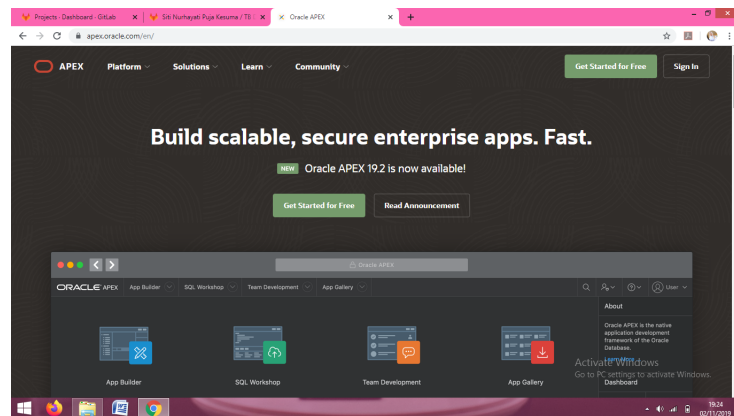 Projects · Dashboard · GitLab
Siti Nurhayati Puja Kesuma / TI
Oracle APEX
apex.oracle.com/en/
APEX Platform Solutions Learn Community Get Started for Free Sign In
Build scalable, secure enterprise apps. Fast.
NEW Oracle APEX 19.2 is now available!
Get Started for Free Read Announcement
Oracle APEX
ORACLE APEX App Builder SQL Workshop Team Development App Gallery User
About
Oracle APEX is the native
application development
framework of the Oracle
Database.
App Builder SQL Workshop Team Development App Gallery
Dashboard
Activate Windows
Go to PC settings to activate Windows.
19:24
02/11/2019